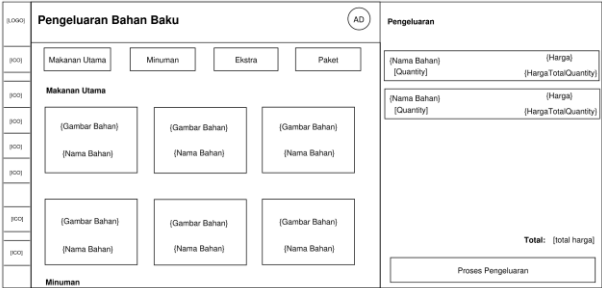 [LOGO]
Pengeluaran Bahan Baku
AD
Pengeluaran
[ICO]
[ICO]
[ICO]
[ICO]
[ICO]
[ICO]
Makanan Utama
Minuman
Ekstra
Paket
Makanan Utama
{Gambar Bahan}
{Nama Bahan}
{Gambar Bahan}
{Nama Bahan}
{Gambar Bahan}
{Nama Bahan}
{Gambar Bahan}
{Nama Bahan}
{Gambar Bahan}
{Nama Bahan}
{Gambar Bahan}
{Nama Bahan}
Minuman
{Nama Bahan}
{Harga}
[Quantity]
{HargaTotalQuantity}
{Nama Bahan}
{Harga}
[Quantity]
{HargaTotalQuantity}
Total: [total harga]
Proses Pengeluaran